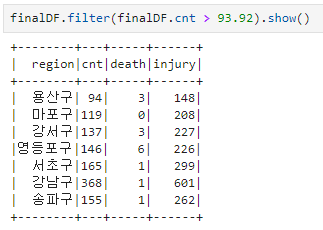 finalDF.filter(finalDF.cnt > 93.92).show()
+--------+---+-----+------+
|  region|cnt|death|injury|
+--------+---+-----+------+
|  용산구| 94|    3|   148|
|  마포구|119|    0|   208|
|  강서구|137|    3|   227|
|영등포구|146|    6|   226|
|  서초구|165|    1|   299|
|  강남구|368|    1|   601|
|  송파구|155|    1|   262|
+--------+---+-----+------+